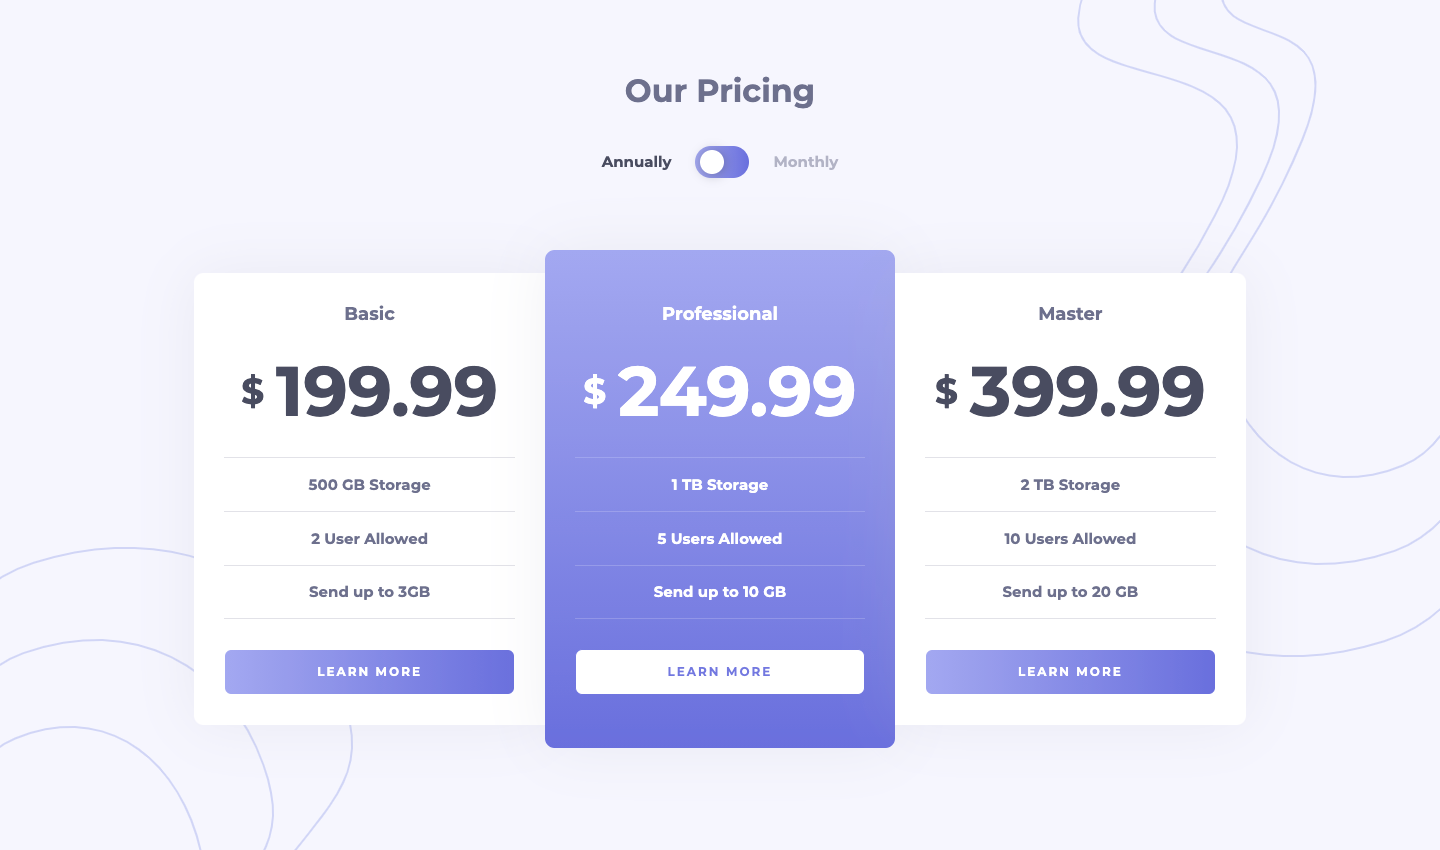 Our Pricing
Annually Monthly
Basic
$ 199.99
500 GB Storage
2 User Allowed
Send up to 3GB
LEARN MORE
Professional
$ 249.99
1 TB Storage
5 Users Allowed
Send up to 10 GB
LEARN MORE
Master
$ 399.99
2 TB Storage
10 Users Allowed
Send up to 20 GB
LEARN MORE